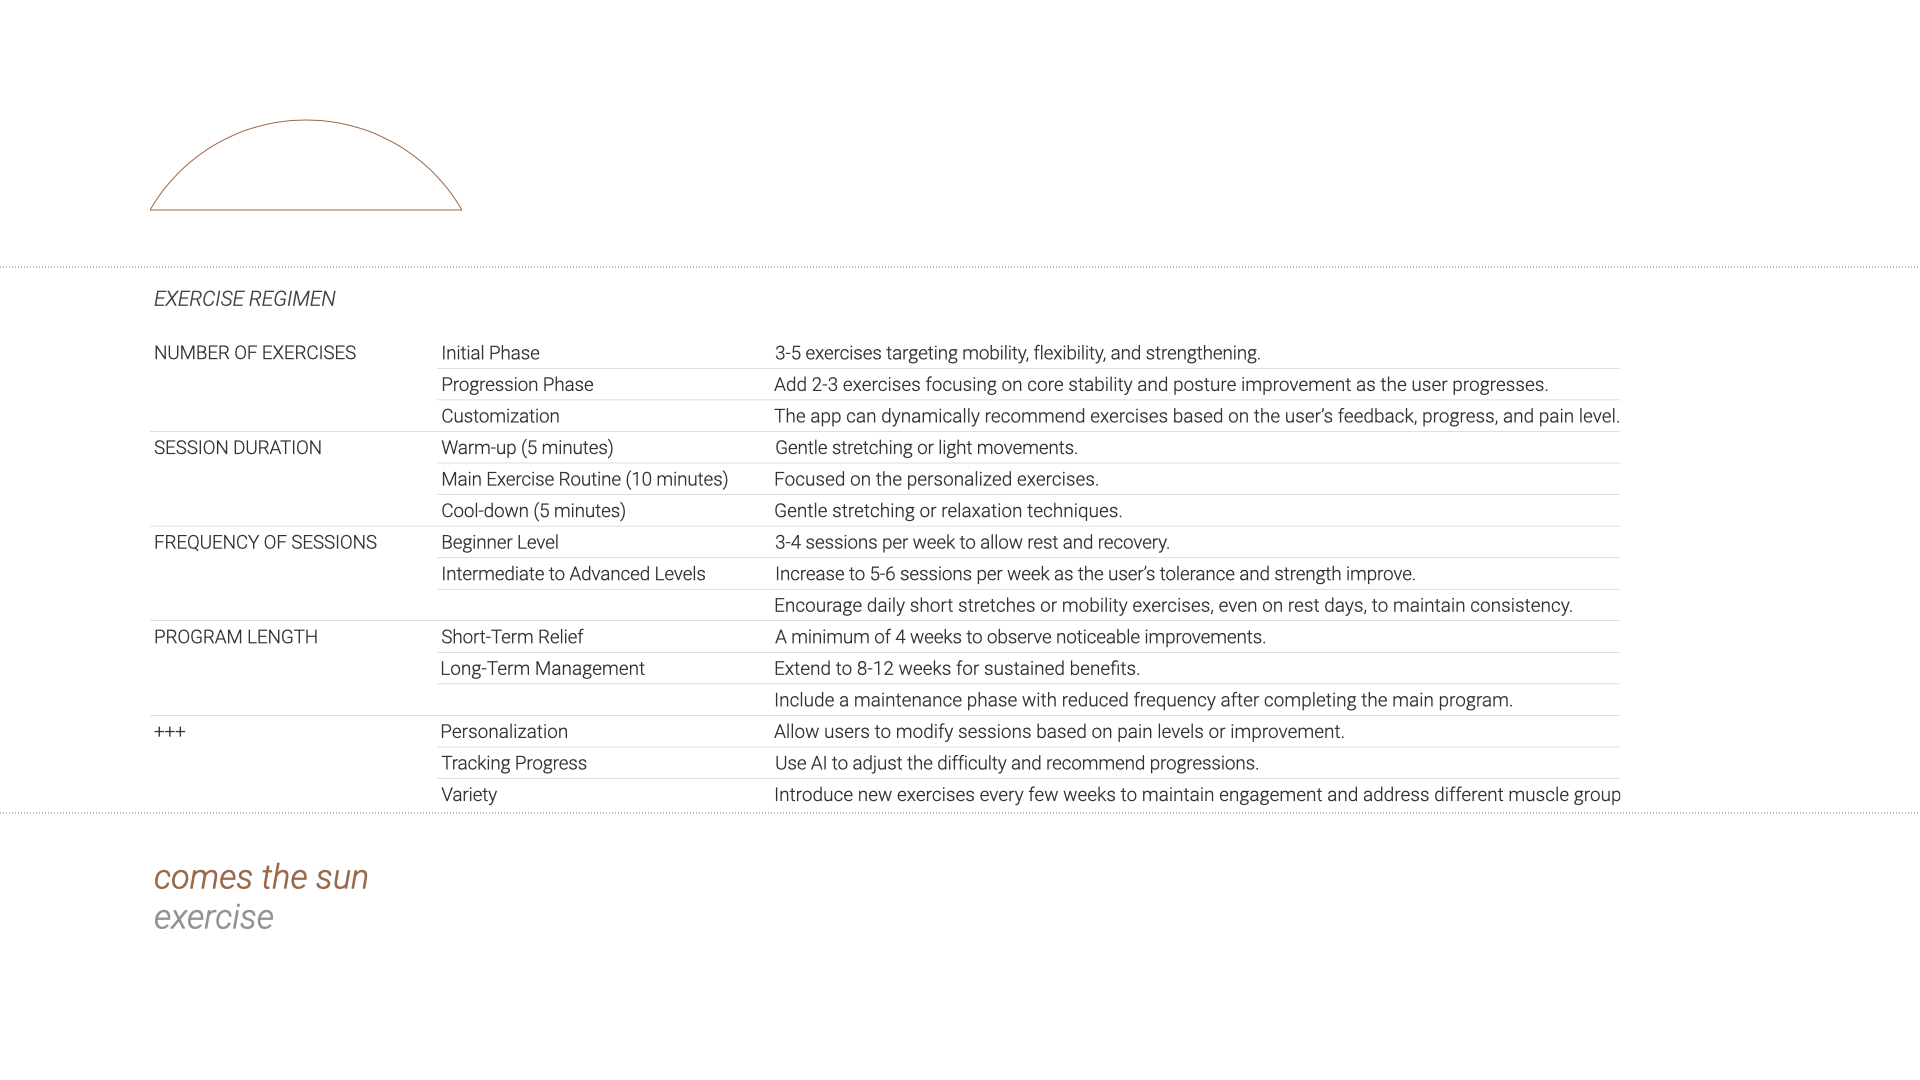 EXERCISE REGIMEN
NUMBER OF EXERCISES Initial Phase 3-5 exercises targeting mobility, flexibility, and strengthening.
Progression Phase Add 2-3 exercises focusing on core stability and posture improvement as the user progresses.
Customization The app can dynamically recommend exercises based on the user's feedback, progress, and pain level.
SESSION DURATION Warm-up (5 minutes) Gentle stretching or light movements.
Main Exercise Routine (10 minutes) Focused on the personalized exercises.
Cool-down (5 minutes) Gentle stretching or relaxation techniques.
FREQUENCY OF SESSIONS Beginner Level 3-4 sessions per week to allow rest and recovery.
Intermediate to Advanced Levels Increase to 5-6 sessions per week as the user's tolerance and strength improve.
Encourage daily short stretches or mobility exercises, even on rest days, to maintain consistency.
PROGRAM LENGTH Short-Term Relief A minimum of 4 weeks to observe noticeable improvements.
Long-Term Management Extend to 8-12 weeks for sustained benefits.
Include a maintenance phase with reduced frequency after completing the main program.
+++ Personalization Allow users to modify sessions based on pain levels or improvement.
Tracking Progress Use AI to adjust the difficulty and recommend progressions.
Variety Introduce new exercises every few weeks to maintain engagement and address different muscle group
comes the sun
exercise